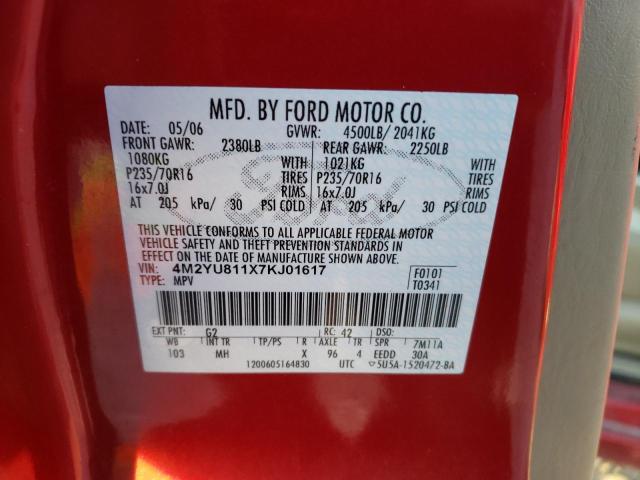 MFD. BY FORD MOTOR CO.
DATE: 05/06 GVWR: 4500LB/ 2041KG
FRONT GAWR: 2380LB REAR GAWR: 2250LB
1080KG WITH 1021KG WITH
P235/70R16 TIRES P235/70R16 TIRES
16x7.0J RIMS 16x7.0J RIMS
AT 205 kPa/ 30 PSI COLD AT 205 kPa/ 30 PSI COLD
Ford
THIS VEHICLE CONFORMS TO ALL APPLICABLE FEDERAL MOTOR
VEHICLE SAFETY AND THEFT PREVENTION STANDARDS IN
EFFECT ON THE DATE OF MANUFACTURE SHOWN ABOVE.
VIN: 4M2YU811X7KJ01617 F0101
TYPE: MPV T0341
EXT PNT: G2 RC: 42 DSO:
WB INT TR TP/PS R AXLE TR SPR 7M11A
103 MH X 96 4 EEDD 30A
1200605164830 UTC 5U5A-1520472-BA